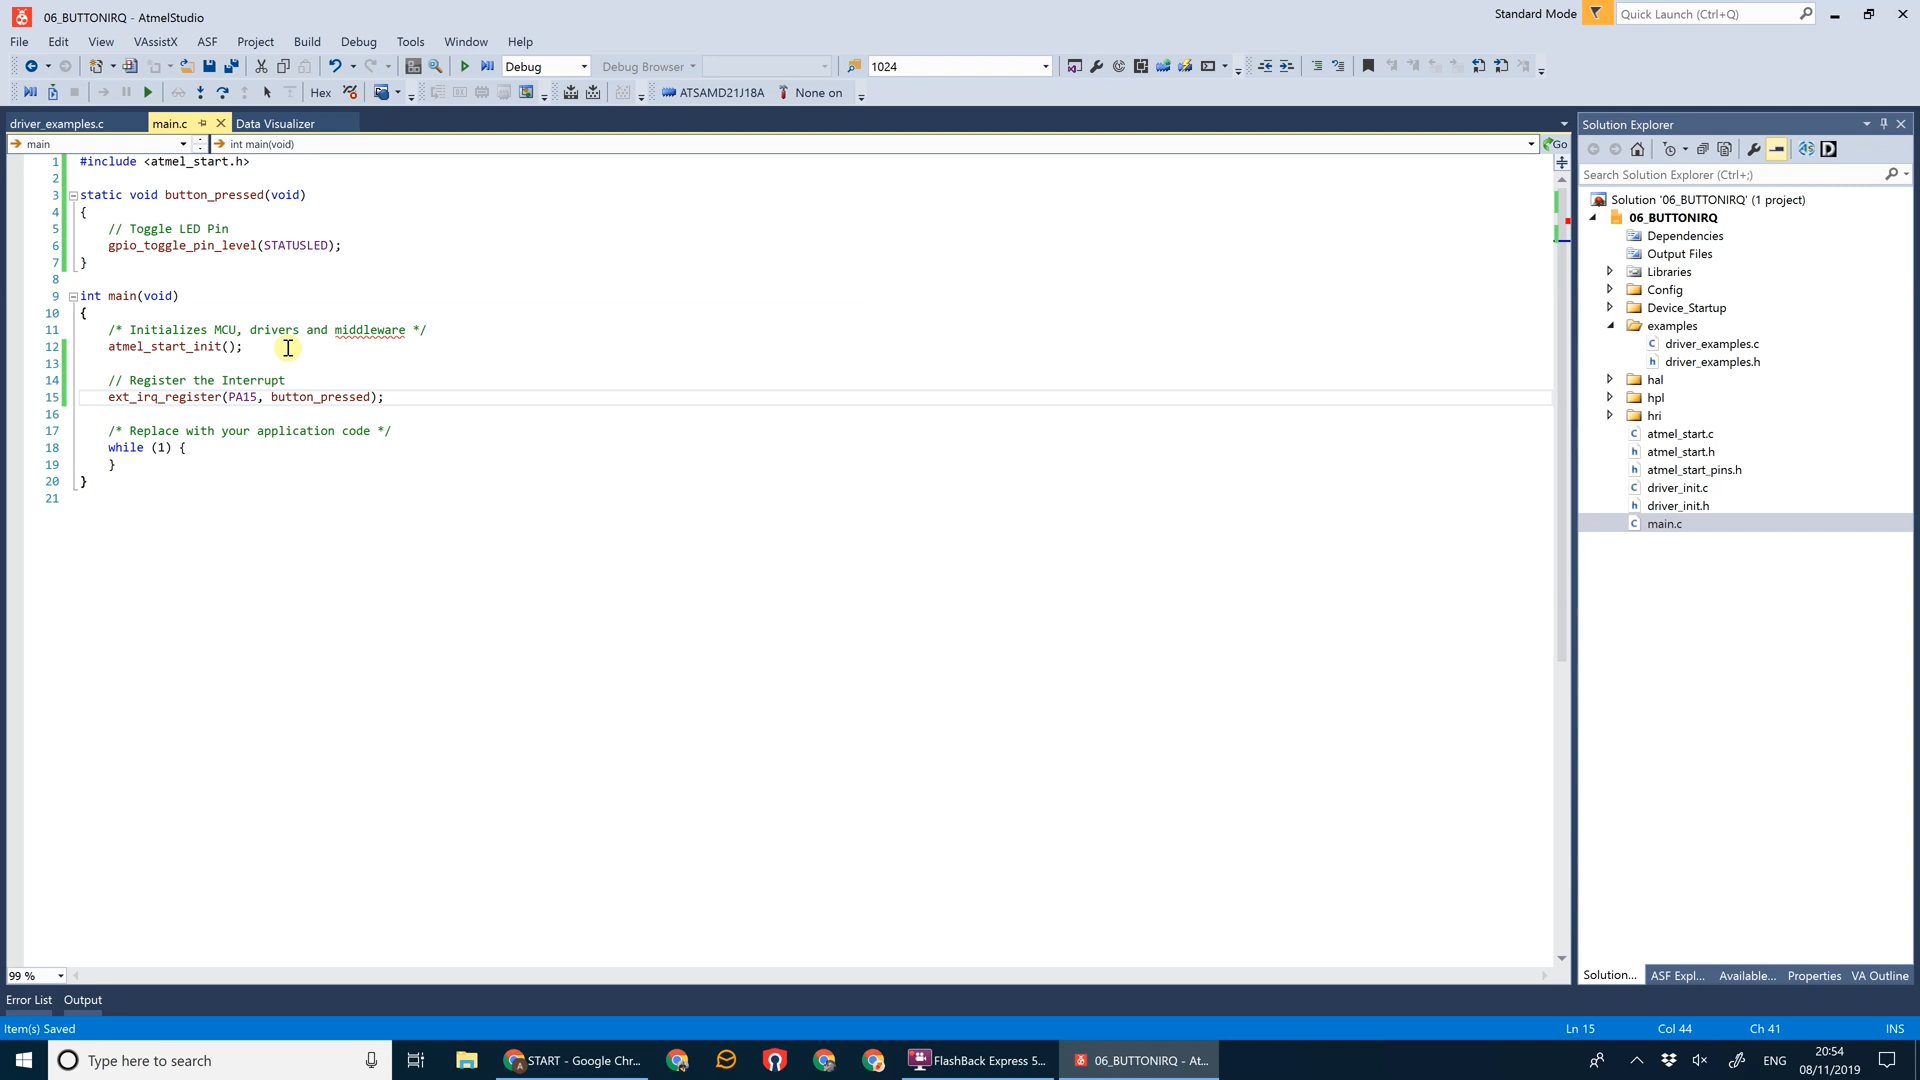 06_BUTTONIRQ - AtmelStudio
Standard Mode
Quick Launch (Ctrl+Q)
File Edit View VAssistX ASF Project Build Debug Tools Window Help
Debug
Debug Browser
1024
Hex
ATSAMD21J18A
None on
driver_examples.c
main.c
Data Visualizer
main
int main(void)
Go
1 #include <atmel_start.h>
2
3 static void button_pressed(void)
4 {
5 // Toggle LED Pin
6 gpio_toggle_pin_level(STATUSLED);
7 }
8
9 int main(void)
10 {
11 /* Initializes MCU, drivers and middleware */
12 atmel_start_init();
13
14 // Register the Interrupt
15 ext_irq_register(PA15, button_pressed);
16
17 /* Replace with your application code */
18 while (1) {
19 }
20 }
21
99 %
Solution Explorer
Search Solution Explorer (Ctrl+;)
Solution '06_BUTTONIRQ' (1 project)
06_BUTTONIRQ
Dependencies
Output Files
Libraries
Config
Device_Startup
examples
driver_examples.c
driver_examples.h
hal
hpl
hri
atmel_start.c
atmel_start.h
atmel_start_pins.h
driver_init.c
driver_init.h
main.c
Solution... ASF Expl... Available... Properties VA Outline
Error List Output
Item(s) Saved
Ln 15 Col 44 Ch 41 INS
Type here to search
START - Google Chr...
FlashBack Express 5...
06_BUTTONIRQ - At...
ENG
20:54
08/11/2019